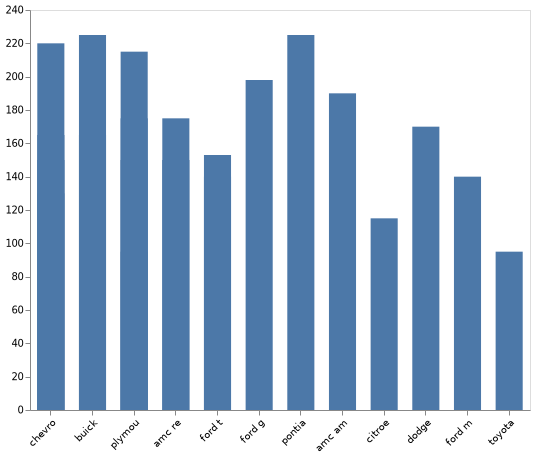 240
220
200
180
160
140
120
100
80
60
40
20
0
chevro
buick
plymou
amc re
ford t
ford g
pontia
amc am
citroe
dodge
ford m
toyota